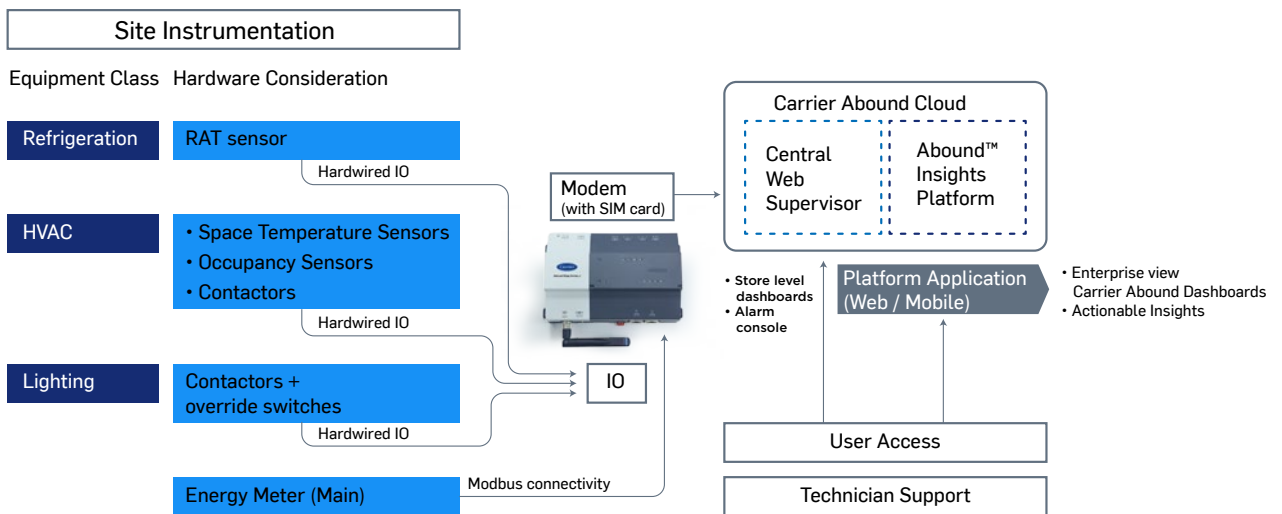 Site Instrumentation
Equipment Class
Hardware Consideration
Refrigeration
RAT sensor
Hardwired IO
HVAC
• Space Temperature Sensors
• Occupancy Sensors
• Contactors
Hardwired IO
Lighting
Contactors +
override switches
Hardwired IO
Energy Meter (Main)
Modbus connectivity
Modem
(with SIM card)
IO
Carrier Abound Cloud
Central
Web
Supervisor
Abound™
Insights
Platform
• Store level
dashboards
• Alarm
console
Platform Application
(Web / Mobile)
• Enterprise view
Carrier Abound Dashboards
• Actionable Insights
User Access
Technician Support